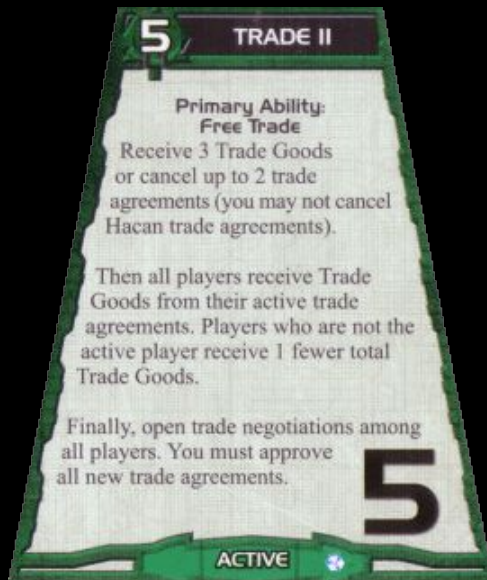 5 TRADE II
Primary Ability:
Free Trade
Receive 3 Trade Goods
or cancel up to 2 trade
agreements (you may not cancel
Hacan trade agreements).
Then all players receive Trade
Goods from their active trade
agreements. Players who are not the
active player receive 1 fewer total
Trade Goods.
Finally, open trade negotiations among
all players. You must approve
all new trade agreements.
5
ACTIVE